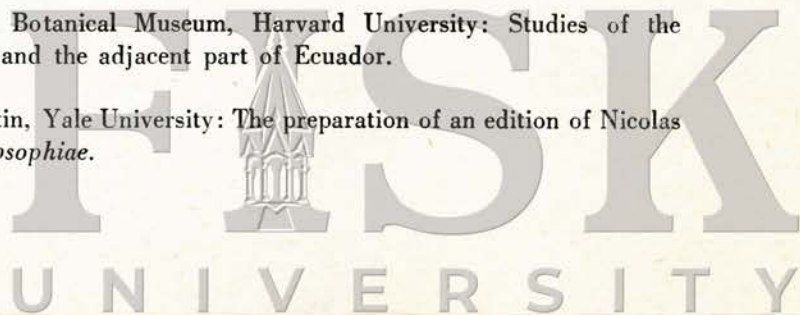 Botanical Museum, Harvard University: Studies of the
and the adjacent part of Ecuador.
tin, Yale University: The preparation of an edition of Nicolas
osophiae.
FISK
UNIVERSITY